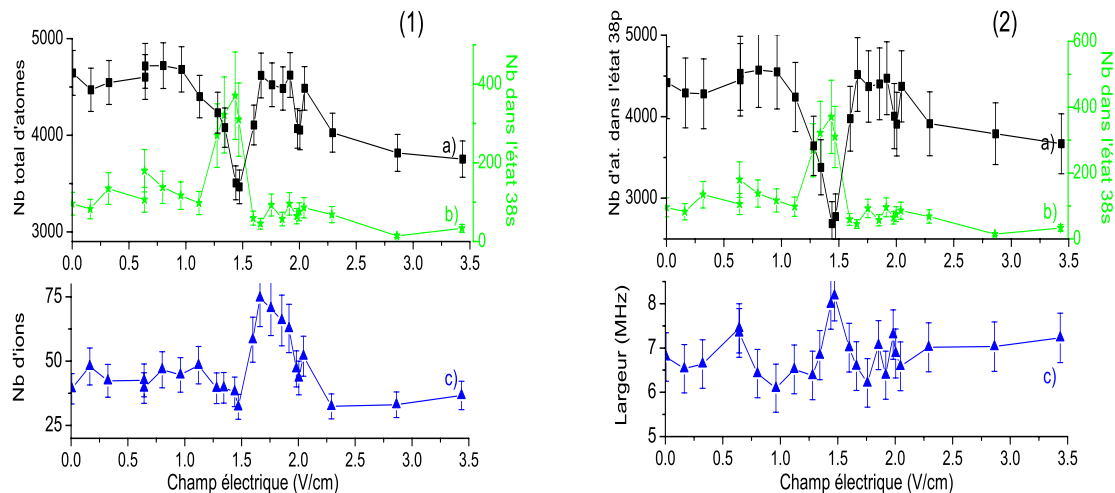 (1)
5000
4000
3000
Nb total d'atomes
400
200
0
Nb dans l'état 38s
a)
b)
0.0 0.5 1.0 1.5 2.0 2.5 3.0 3.5
75
50
25
Nb d'ions
c)
0.0 0.5 1.0 1.5 2.0 2.5 3.0 3.5
Champ électrique (V/cm)
(2)
5000
4000
3000
Nb d'at. dans l'état 38p
600
400
200
0
Nb dans l'état 38s
a)
b)
0.0 0.5 1.0 1.5 2.0 2.5 3.0 3.5
8
7
6
5
Largeur (MHz)
c)
0.0 0.5 1.0 1.5 2.0 2.5 3.0 3.5
Champ électrique (V/cm)